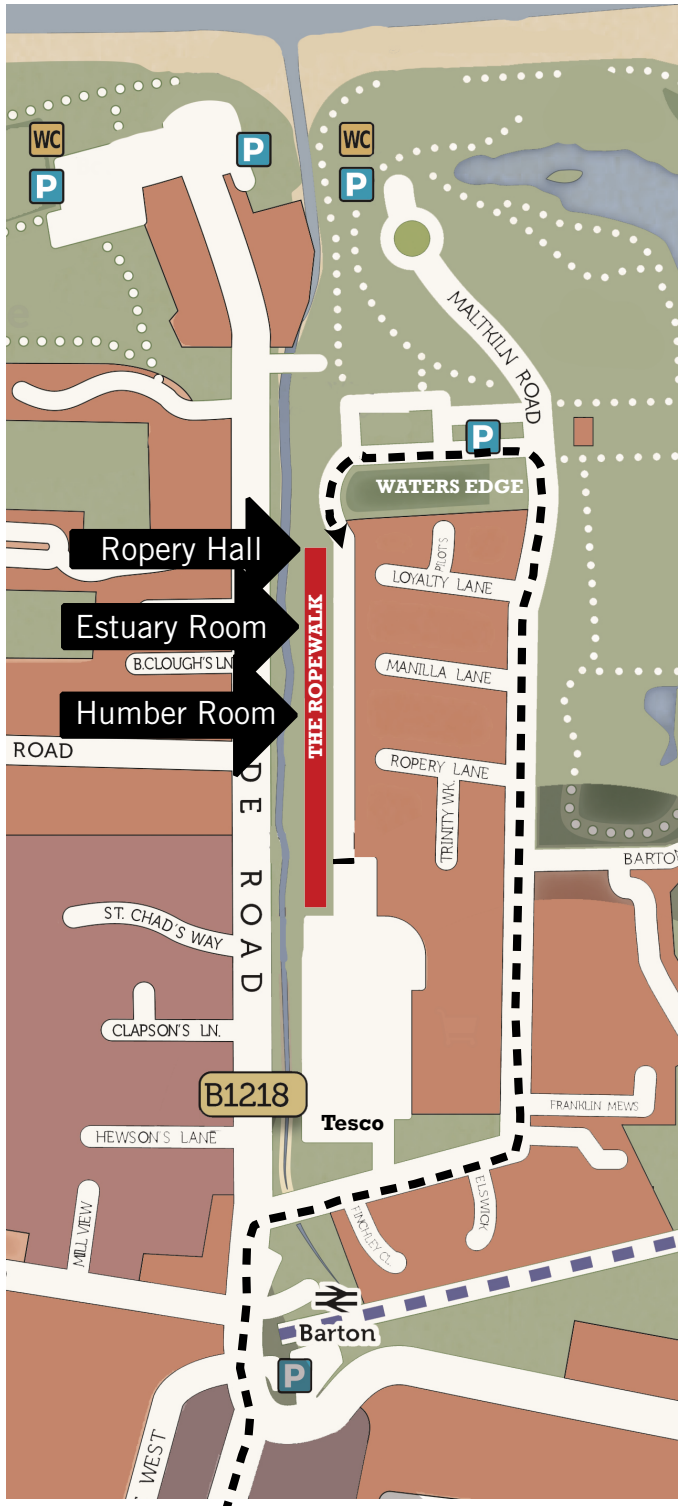 WC
P
P
WC
P
MALTKILN ROAD
P
WATERS EDGE
Ropery Hall
PILOT'S
LOYALTY LANE
Estuary Room
THE ROPEWALK
B.CLOUGH'S LN
MANILLA LANE
Humber Room
ROAD
DE ROAD
ROPERY LANE
TRINITY WK.
BARTO
ST. CHAD'S WAY
CLAPSON'S LN.
B1218
FRANKLIN MEWS
Tesco
HEWSON'S LANE
MILL VIEW
FINCHLEY CL.
ELSWICK
Barton
P
WEST